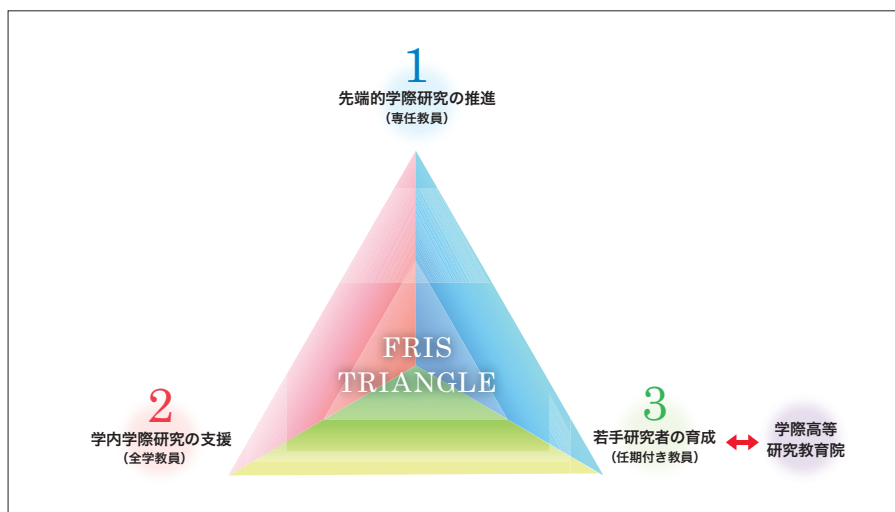 1
先端的学際研究の推進
(専任教員)
FRIS
TRIANGLE
2
学内学際研究の支援
(全学教員)
3
若手研究者の育成
(任期付き教員)
学際高等
研究教育院